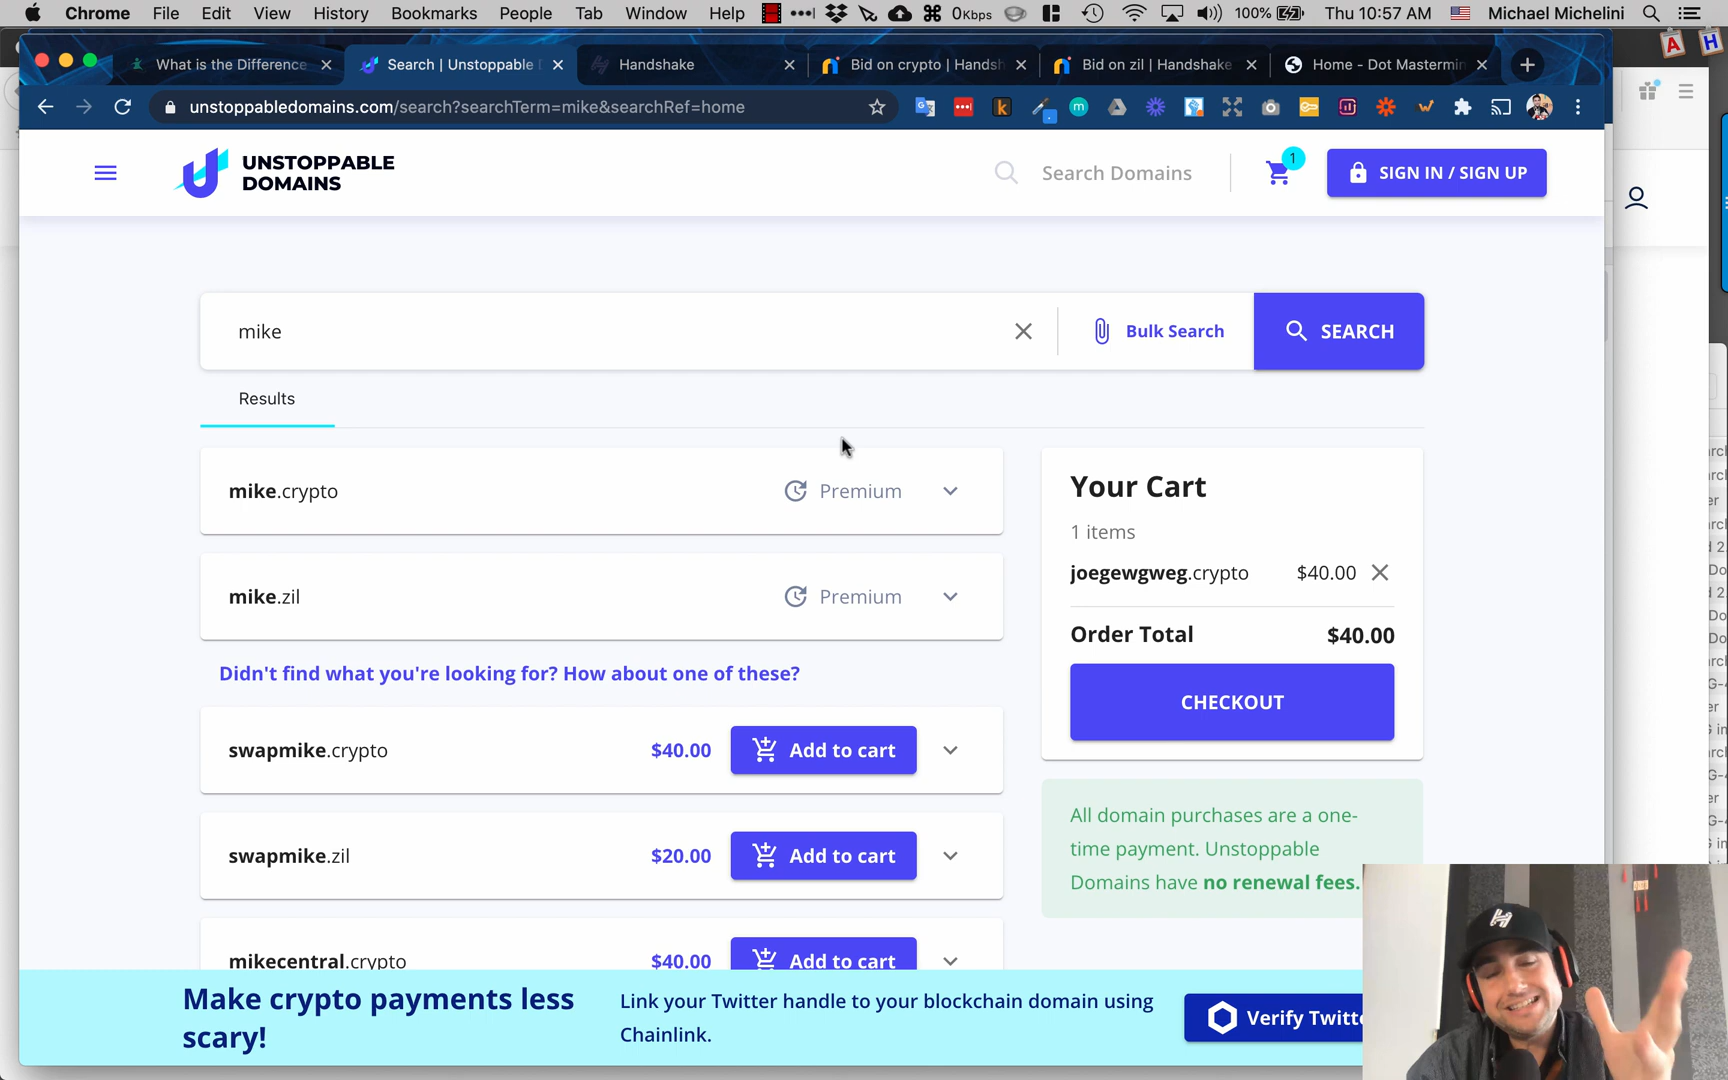 Chrome File Edit View History Bookmarks People Tab Window Help 0Kbps 100% Thu 10:57 AM Michael Michelini
What is the Difference
Search | Unstoppable
Handshake
Bid on crypto | Handsh
Bid on zil | Handshake
Home - Dot Mastermin
unstoppabledomains.com/search?searchTerm=mike&searchRef=home
UNSTOPPABLE
DOMAINS
Search Domains
1
SIGN IN / SIGN UP
mike
Bulk Search
SEARCH
Results
mike.crypto
Premium
mike.zil
Premium
Didn't find what you're looking for? How about one of these?
swapmike.crypto
$40.00
Add to cart
swapmike.zil
$20.00
Add to cart
mikecentral.crypto
$40.00
Add to cart
Your Cart
1 items
joegewgweg.crypto $40.00
Order Total $40.00
CHECKOUT
All domain purchases are a one-
time payment. Unstoppable
Domains have no renewal fees.
Make crypto payments less
scary!
Link your Twitter handle to your blockchain domain using
Chainlink.
Verify Twitte